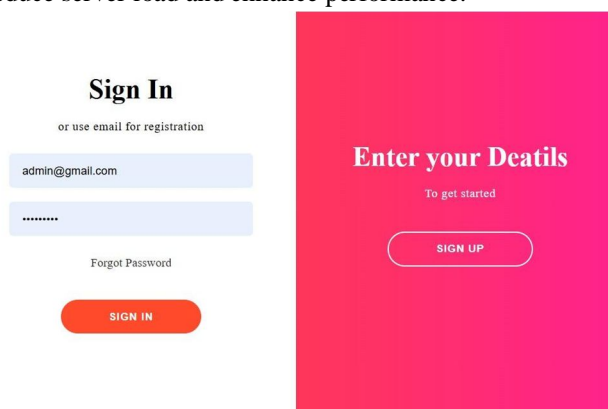 server load and enhance performance.
Sign In
or use email for registration
admin@gmail.com
•••••••••
Forgot Password
SIGN IN
Enter your Deatils
To get started
SIGN UP